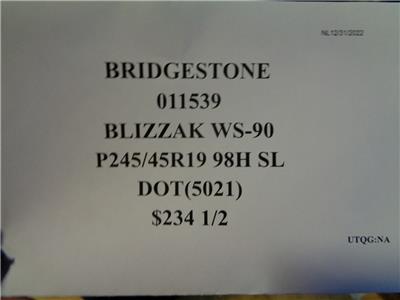 NL12/31/2022
BRIDGESTONE
011539
BLIZZAK WS-90
P245/45R19 98H SL
DOT(5021)
$234 1/2
UTQG:NA